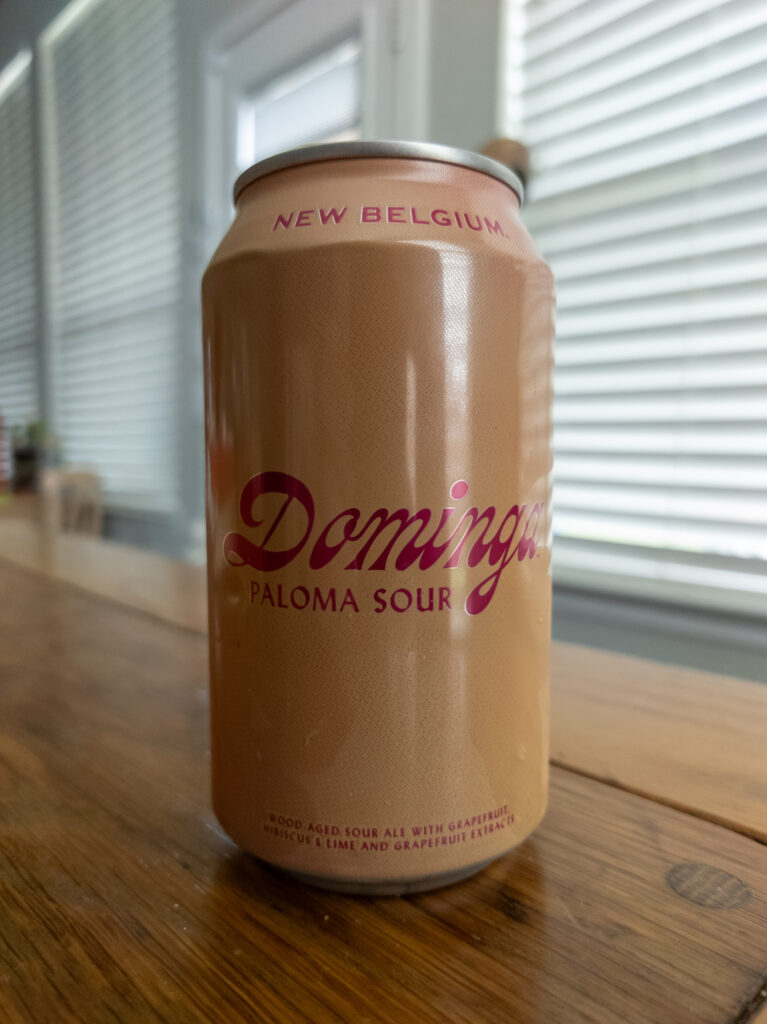 NEW BELGIUM.
Dominga
PALOMA SOUR
WOOD-AGED SOUR ALE WITH GRAPEFRUIT,
HIBISCUS & LIME AND GRAPEFRUIT EXTRACTS